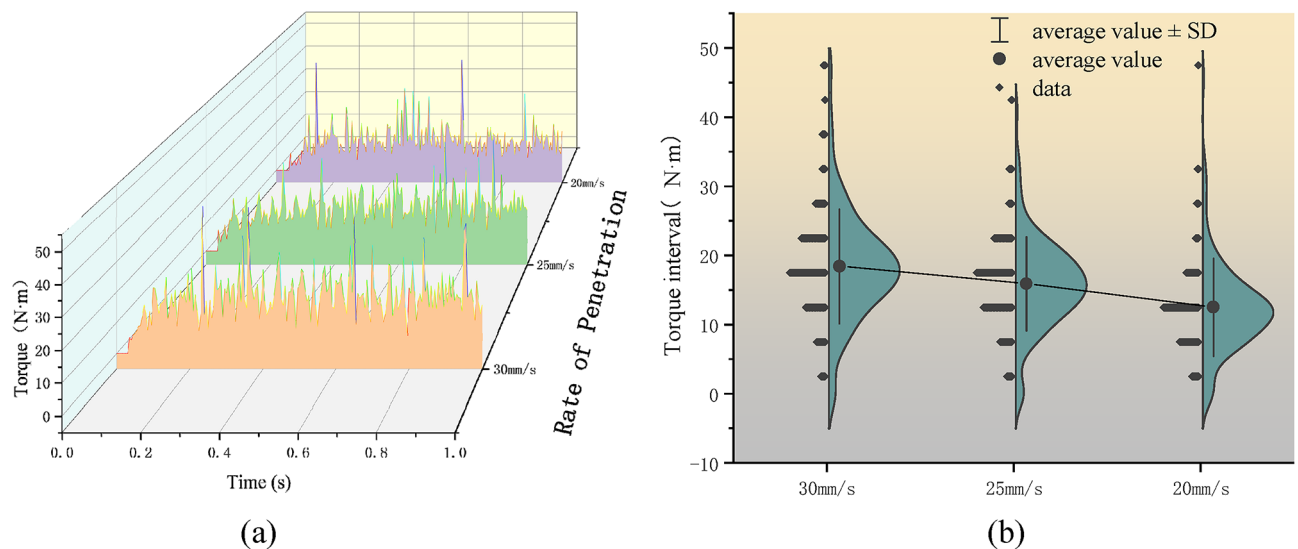 (a)
50
40
30
20
10
0
Torque（N·m）
0.0 0.2 0.4 0.6 0.8 1.0
Time (s)
20mm/s
25mm/s
30mm/s
Rate of Penetration
(b)
average value ± SD
average value
data
50
40
30
20
10
0
-10
Torque interval（ N·m）
30mm/s 25mm/s 20mm/s
(a)
(b)